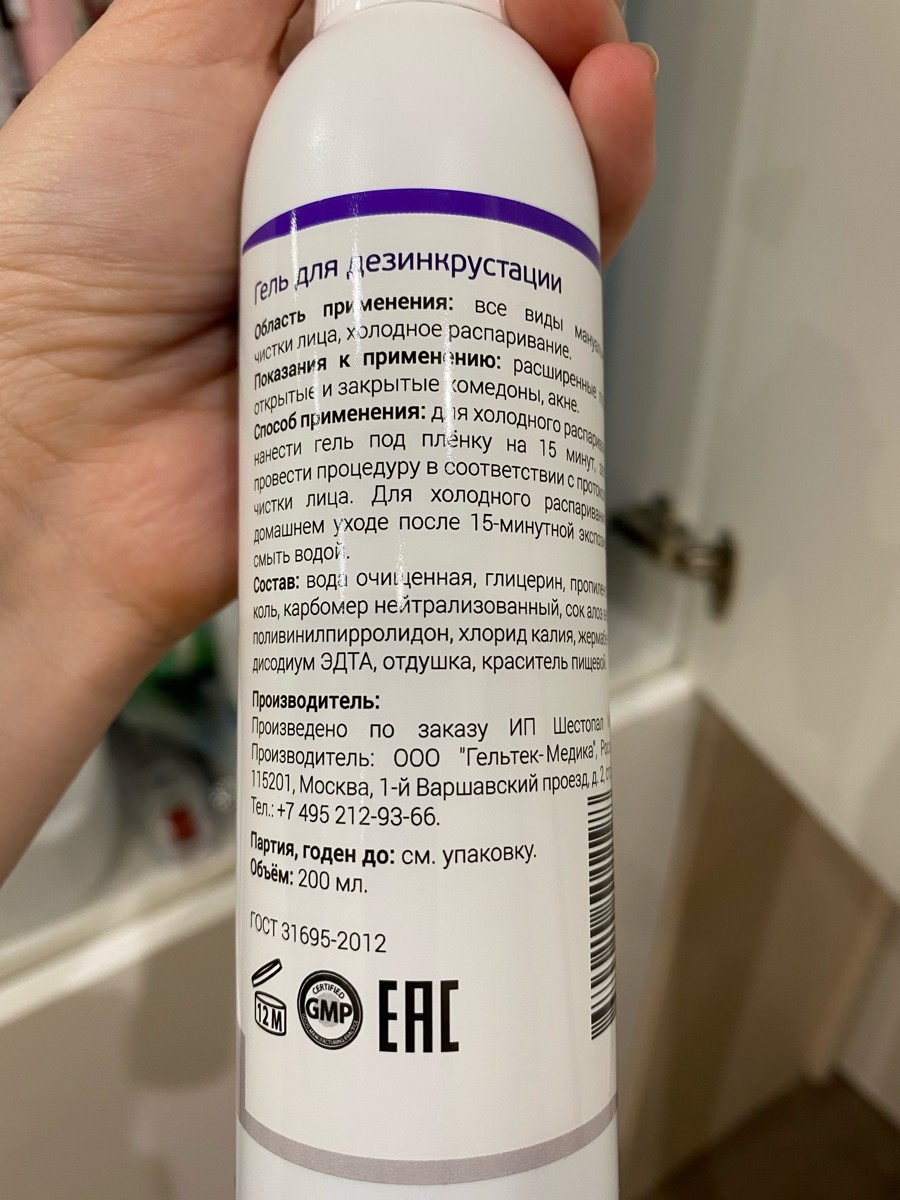 Гель для дезинкрустации
Область применения: все виды
чистки лица, холодное распаривание.
Показания к применению: расширенные
открытые и закрытые комедоны, акне.
Способ применения: для холодного
нанести гель под плёнку на 15 минут,
провести процедуру в соответствии с
чистки лица. Для холодного
домашнем уходе после 15-минутной
смыть водой.
Состав: вода очищенная, глицерин,
коль, карбомер нейтрализованный, сок алоэ
поливинилпирролидон, хлорид калия,
дисодиум ЭДТА, отдушка, краситель пищевой.
Производитель:
Произведено по заказу ИП Шестопал
Производитель: ООО "Гельтек-Медика",
115201, Москва, 1-й Варшавский проезд, д. 2,
Тел.: +7 495 212-93-66.
Партия, годен до: см. упаковку.
Объём: 200 мл.
ГОСТ 31695-2012
12 M
CERTIFIED
GMP
GOOD MANUFACTURING PRACTICE
EAC